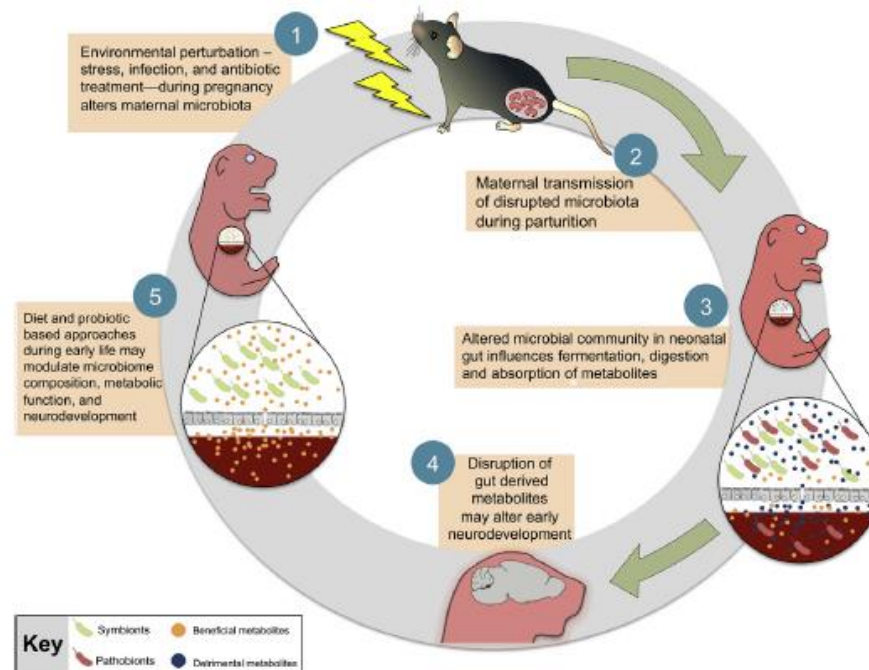 1
Environmental perturbation –
stress, infection, and antibiotic
treatment—during pregnancy
alters maternal microbiota
2
Maternal transmission
of disrupted microbiota
during parturition
3
Altered microbial community in neonatal
gut influences fermentation, digestion
and absorption of metabolites
4
Disruption of
gut derived
metabolites
may alter early
neurodevelopment
5
Diet and probiotic
based approaches
during early life may
modulate microbiome
composition, metabolic
function, and
neurodevelopment
Key
Symbionts
Beneficial metabolites
Pathobionts
Detrimental metabolites